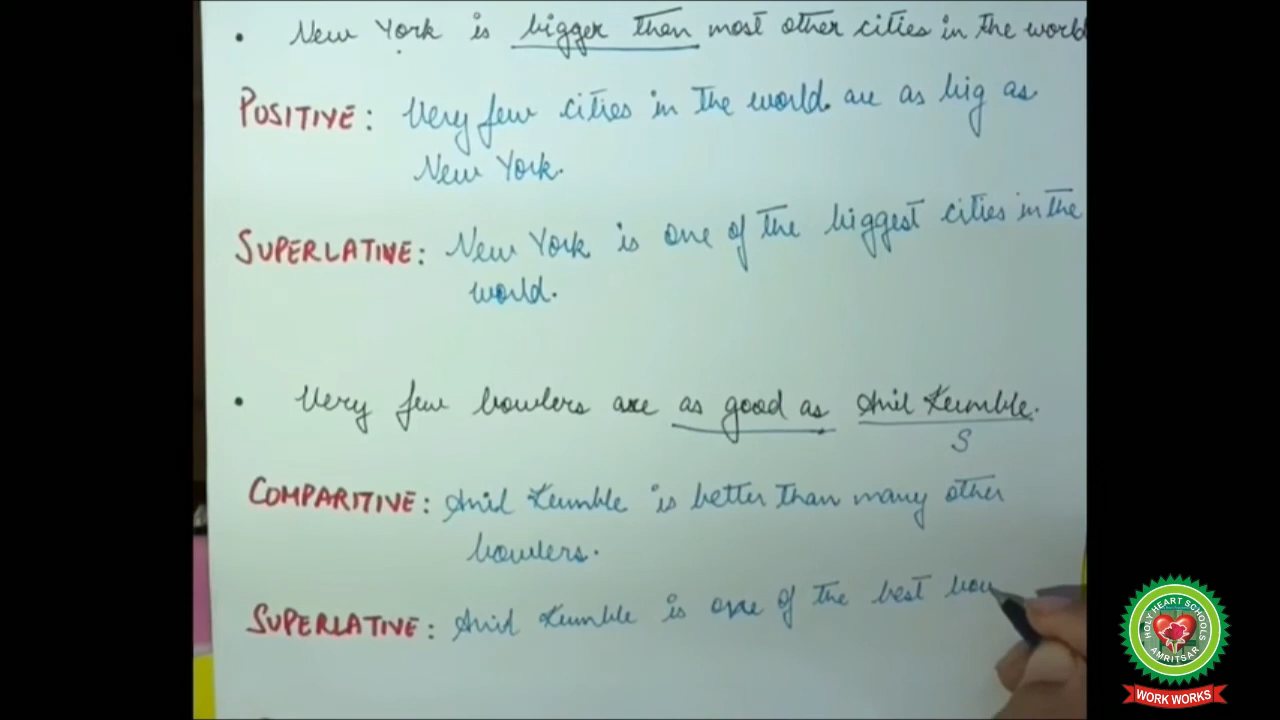 • New York is bigger than most other cities in the world
POSITIVE: Very few cities in the world are as big as
New York.
SUPERLATIVE: New York is one of the biggest cities in the
world.
• Very few bowlers are as good as Anil Kumble.
S
COMPARITIVE: Anil Kumble is better than many other
bowlers.
SUPERLATIVE: Anil Kumble is one of the best bow
HOLY HEART SCHOOLS
AMRITSAR
WORK WORKS